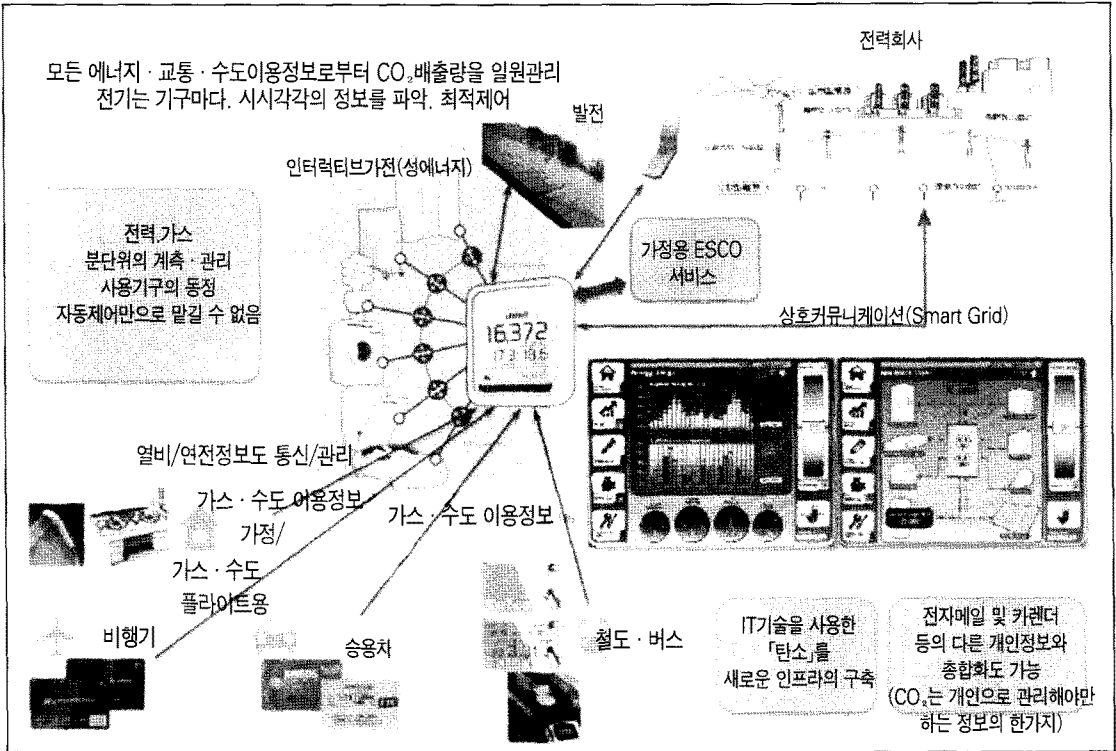 전력회사
모든 에너지 · 교통 · 수도이용정보로부터 CO₂배출량을 일원관리
전기는 기구마다. 시시각각의 정보를 파악. 최적제어
발전
인터럭티브가전(성에너지)
전력.가스
분단위의 계측 · 관리
사용기구의 동정
자동제어만으로 맡길 수 없음
가정용 ESCO
서비스
16.372
상호커뮤니케이션(Smart Grid)
열비/연전정보도 통신/관리
가스 · 수도 이용정보
가정/
가스 · 수도 이용정보
가스 · 수도
플라이트용
비행기
승용차
철도 · 버스
IT기술을 사용한
「탄소」를
새로운 인프라의 구축
전자메일 및 카렌더
등의 다른 개인정보와
총합화도 가능
(CO₂는 개인으로 관리해야만
하는 정보의 한가지)